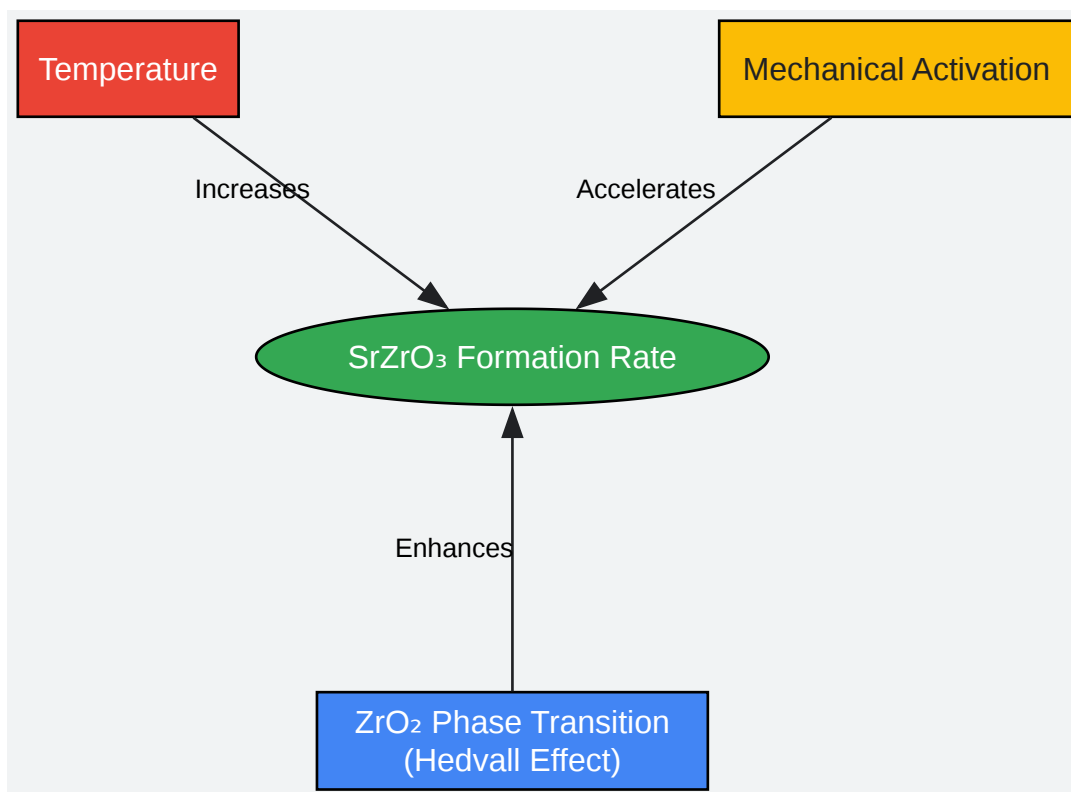 Temperature
Mechanical Activation
Increases
Accelerates
SrZrO₃ Formation Rate
Enhances
ZrO₂ Phase Transition
(Hedvall Effect)